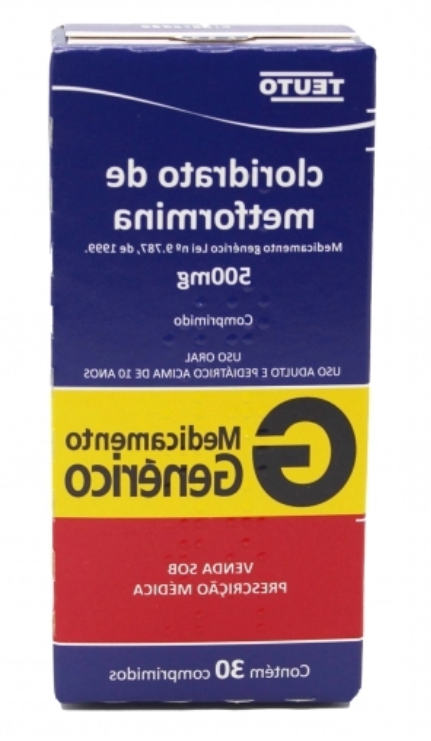 TEUTO
cloridrato de
metformina
Medicamento genérico Lei nº 9.787, de 1999.
500mg
Comprimido
USO ORAL
USO ADULTO E PEDIÁTRICO ACIMA DE 10 ANOS
G Medicamento
Genérico
VENDA SOB
PRESCRIÇÃO MÉDICA
Contém 30 comprimidos